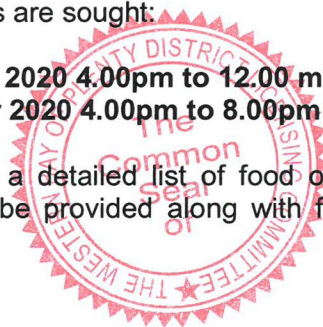 s are sought:
2020 4.00pm to 12.00 m
2020 4.00pm to 8.00pm
a detailed list of food o
be provided along with f
THE WESTERN BAY OF PLENTY DISTRICT LICENSING COMMITTEE
The
Common
Seal
of